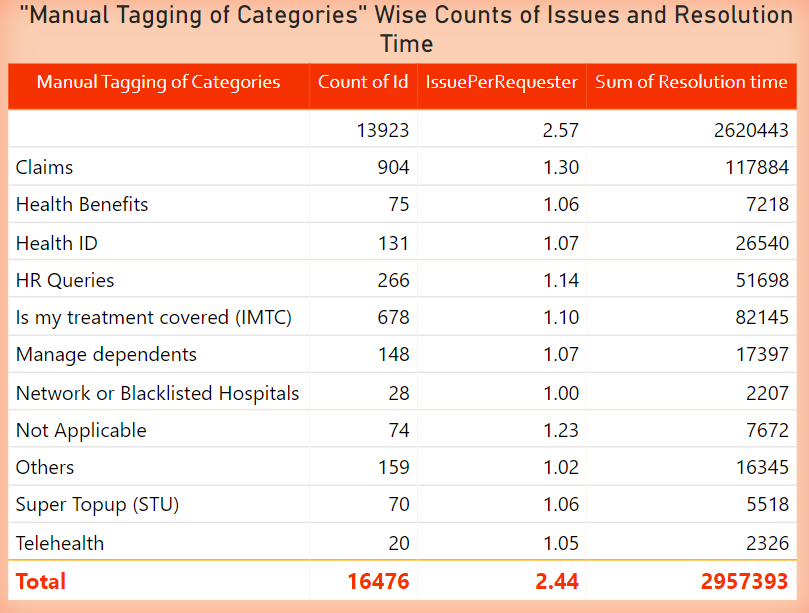 "Manual Tagging of Categories" Wise Counts of Issues and Resolution
Time
Manual Tagging of Categories Count of Id IssuePerRequester Sum of Resolution time
13923 2.57 2620443
Claims 904 1.30 117884
Health Benefits 75 1.06 7218
Health ID 131 1.07 26540
HR Queries 266 1.14 51698
Is my treatment covered (IMTC) 678 1.10 82145
Manage dependents 148 1.07 17397
Network or Blacklisted Hospitals 28 1.00 2207
Not Applicable 74 1.23 7672
Others 159 1.02 16345
Super Topup (STU) 70 1.06 5518
Telehealth 20 1.05 2326
Total 16476 2.44 2957393